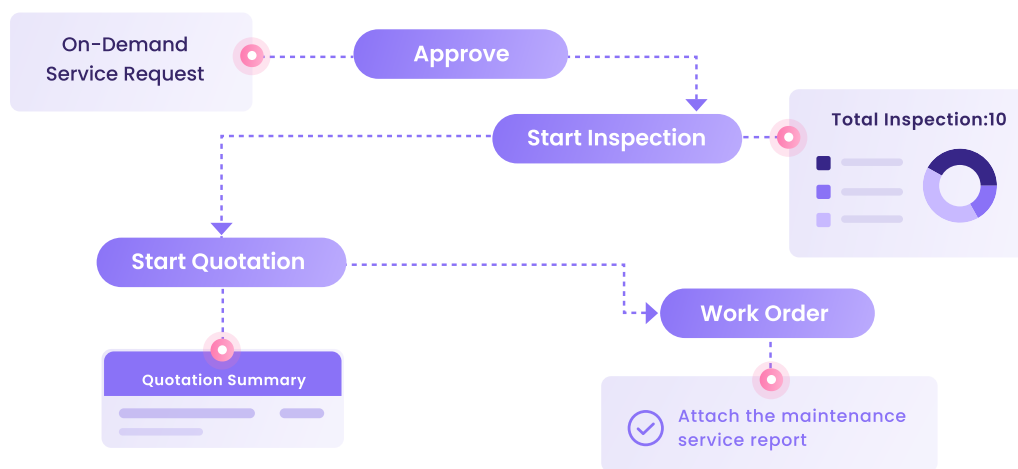 On-Demand
Service Request
Approve
Start Inspection
Total Inspection:10
Start Quotation
Work Order
Quotation Summary
Attach the maintenance
service report